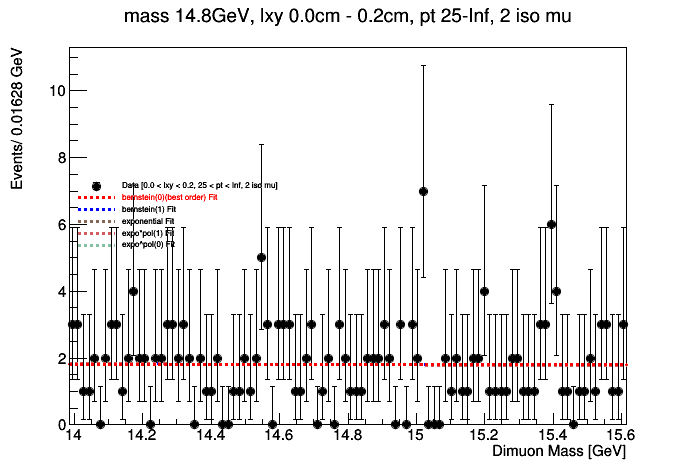 mass 14.8GeV, lxy 0.0cm - 0.2cm, pt 25-Inf, 2 iso mu
Events/ 0.01628 GeV
10
8
6
4
2
0
Data [0.0 < lxy < 0.2, 25 < pt < Inf, 2 iso mu]
bernstein(0)(best order) Fit
bernstein(1) Fit
exponential Fit
expo*pol(1) Fit
expo^pol(0) Fit
14 14.2 14.4 14.6 14.8 15 15.2 15.4 15.6
Dimuon Mass [GeV]